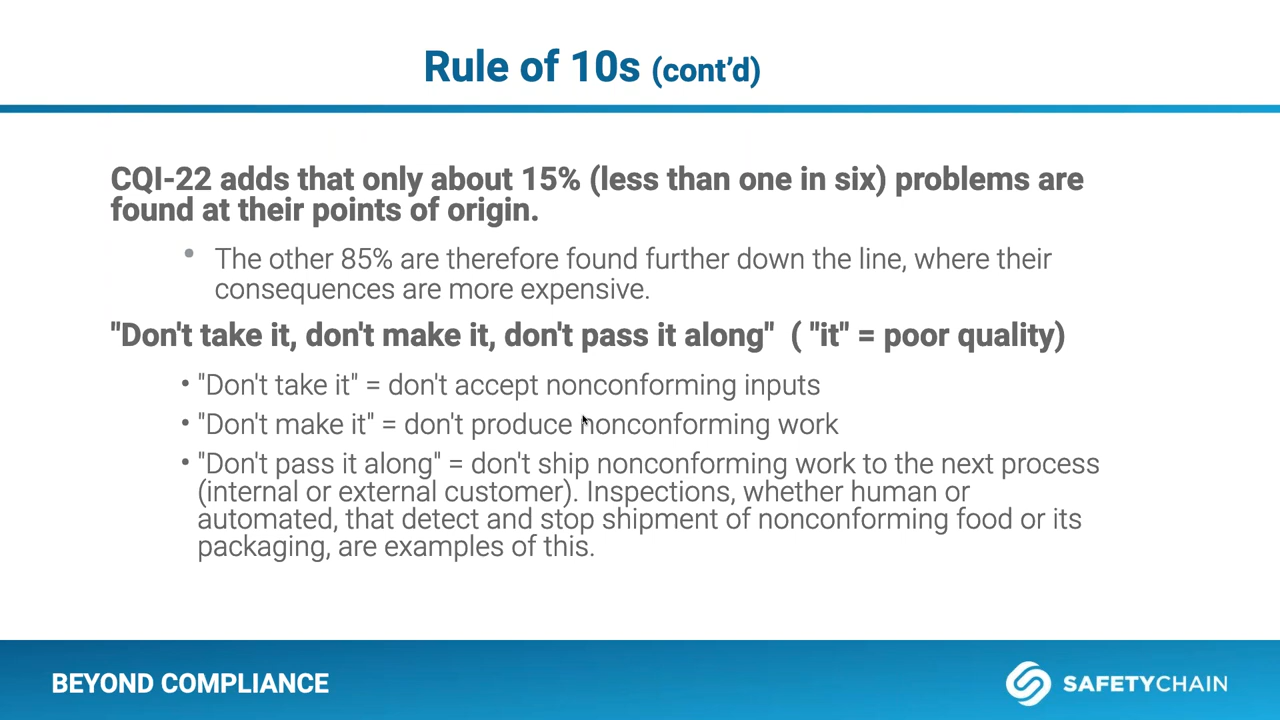 Rule of 10s (cont’d)
CQI-22 adds that only about 15% (less than one in six) problems are
found at their points of origin.
• The other 85% are therefore found further down the line, where their
consequences are more expensive.
"Don't take it, don't make it, don't pass it along"  ( "it" = poor quality)
• "Don't take it" = don't accept nonconforming inputs
• "Don't make it" = don't produce nonconforming work
• "Don't pass it along" = don't ship nonconforming work to the next process
(internal or external customer). Inspections, whether human or
automated, that detect and stop shipment of nonconforming food or its
packaging, are examples of this.
BEYOND COMPLIANCE
SAFETYCHAIN